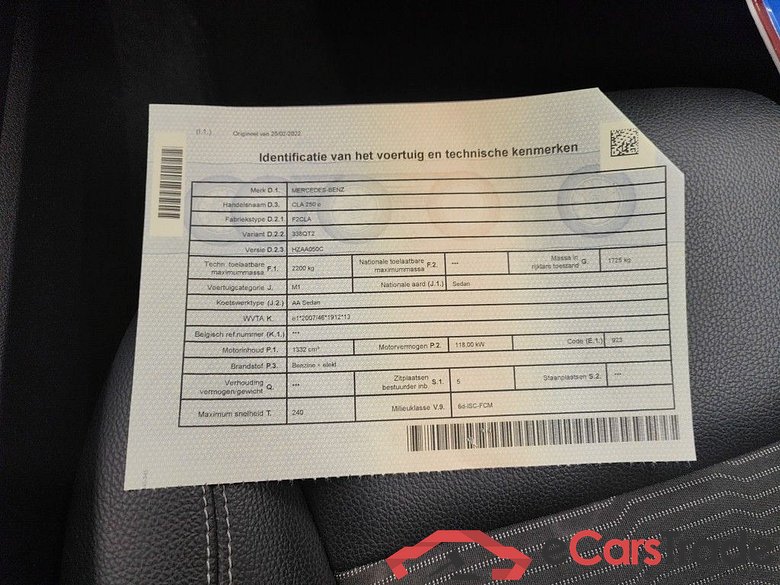 (I.1.) Origineel van 25/02/2022
Identificatie van het voertuig en technische kenmerken
Merk D.1. MERCEDES-BENZ
Handelsnaam D.3. CLA 250 e
Fabriekstype D.2.1. F2CLA
Variant D.2.2. 338QT2
Versie D.2.3. HZAA050C
Techn. toelaatbare maximummassa F.1. 2200 kg Nationale toelaatbare maximummassa F.2. --- Massa in rijklare toestand G. 1725 kg
Voertuigcategorie J. M1 Nationale aard (J.1.) Sedan
Koetswerktype (J.2.) AA Sedan
WVTA K. e1*2007/46*1912*13
Belgisch ref.nummer (K.1.) ---
Motorinhoud P.1. 1332 cm³ Motorvermogen P.2. 118,00 kW Code (E.1.) 923
Brandstof P.3. Benzine + elekt
Verhouding vermogen/gewicht Q. --- Zitplaatsen bestuurder inb. S.1. 5 Staanplaatsen S.2. ---
Maximum snelheid T. 240 Milieuklasse V.9. 6d-ISC-FCM
eCarstrade